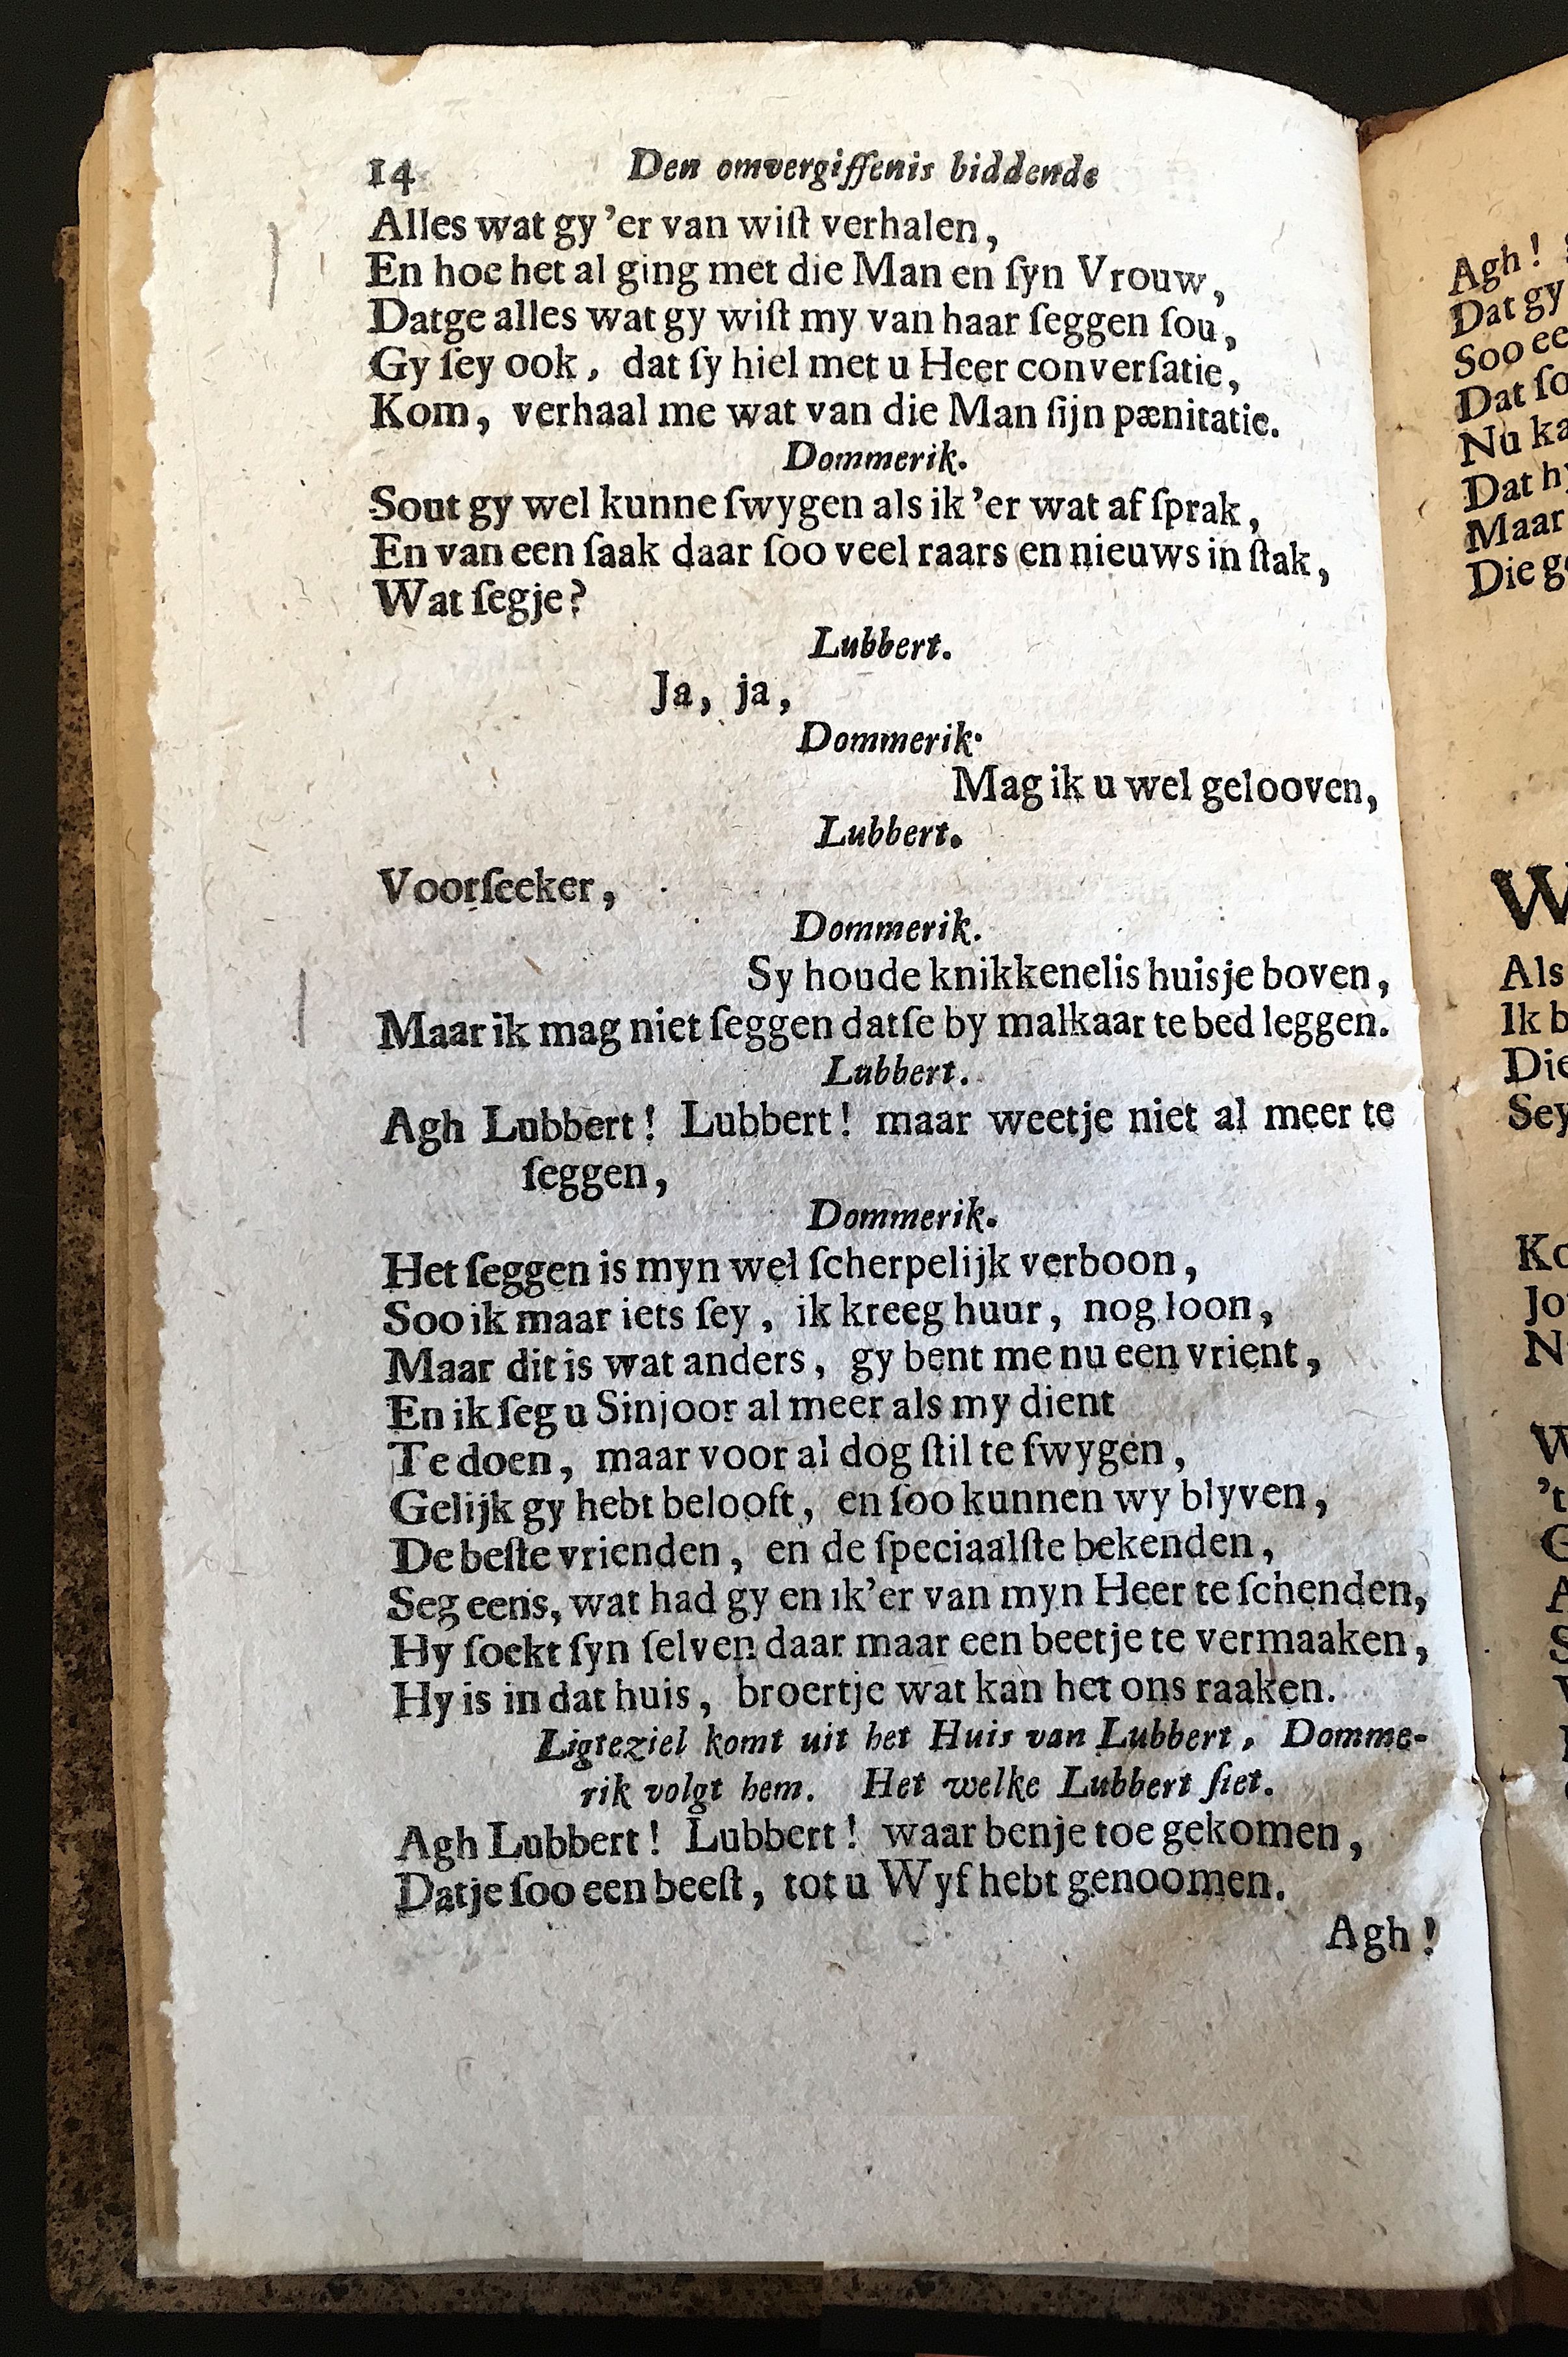 14 Den omvergiffenis biddende
Alles wat gy 'er van wiſt verhalen,
En hoe het al ging met die Man en ſyn Vrouw,
Datge alles wat gy wiſt my van haar ſeggen ſou,
Gy ſey ook, dat ſy hiel met u Heer converſatie,
Kom, verhaal me wat van die Man ſijn pænitatie.
Dommerik.
Sout gy wel kunne ſwygen als ik 'er wat af ſprak,
En van een ſaak daar ſoo veel raars en nieuws in ſtak,
Wat ſegje?
Lubbert.
Ja, ja,
Dommerik.
Mag ik u wel gelooven,
Lubbert.
Voorſeeker,
Dommerik.
Sy houde knikkenelis huisje boven,
Maar ik mag niet ſeggen datſe by malkaar te bed leggen.
Lubbert.
Agh Lubbert! Lubbert! maar weetje niet al meer te
ſeggen,
Dommerik.
Het ſeggen is myn wel ſcherpelijk verboon,
Soo ik maar iets ſey, ik kreeg huur, nog loon,
Maar dit is wat anders, gy bent me nu een vrient,
En ik ſeg u Sinjoor al meer als my dient
Te doen, maar voor al dog ſtil te ſwygen,
Gelijk gy hebt belooft, en ſoo kunnen wy blyven,
De beſte vrienden, en de ſpeciaalſte bekenden,
Seg eens, wat had gy en ik 'er van myn Heer te ſchenden,
Hy ſoekt ſyn ſelven daar maar een beetje te vermaaken,
Hy is in dat huis, broertje wat kan het ons raaken.
Ligteziel komt uit het Huis van Lubbert, Domme-
rik volgt hem. Het welke Lubbert ſiet.
Agh Lubbert! Lubbert! waar benje toe gekomen,
Datje ſoo een beeſt, tot u Wyf hebt genoomen.
Agh!
Agh!
Dat gy
Soo ee
Dat ſo
Nu ka
Dat hy
Maar
Die ge
W
Als
Ik b
Die
Sey
Ko
Jo
N
W
't
G
A
S